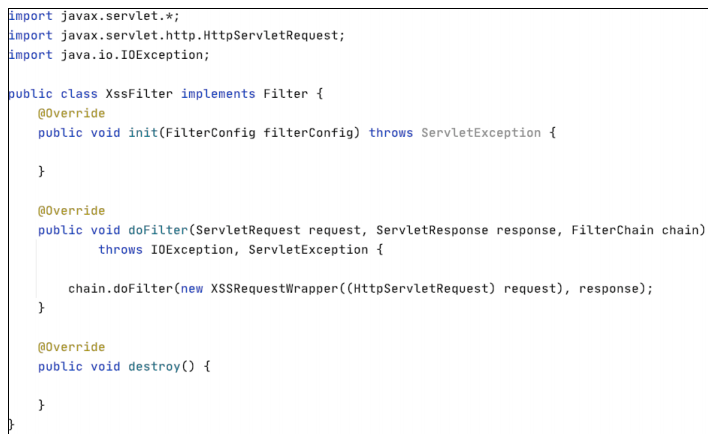 import javax.servlet.*;
import javax.servlet.http.HttpServletRequest;
import java.io.IOException;

public class XssFilter implements Filter {
    @Override
    public void init(FilterConfig filterConfig) throws ServletException {

    }

    @Override
    public void doFilter(ServletRequest request, ServletResponse response, FilterChain chain)
            throws IOException, ServletException {

        chain.doFilter(new XSSRequestWrapper((HttpServletRequest) request), response);
    }

    @Override
    public void destroy() {

    }
}